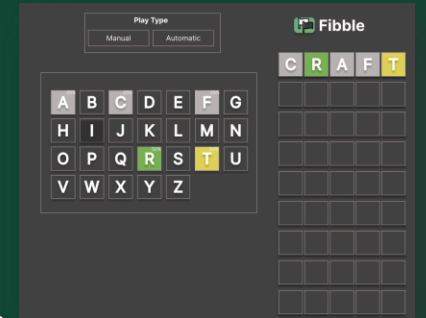 Play Type
Manual Automatic
Fibble
C R A F T
A B C D E F G
H I J K L M N
O P Q R S T U
V W X Y Z